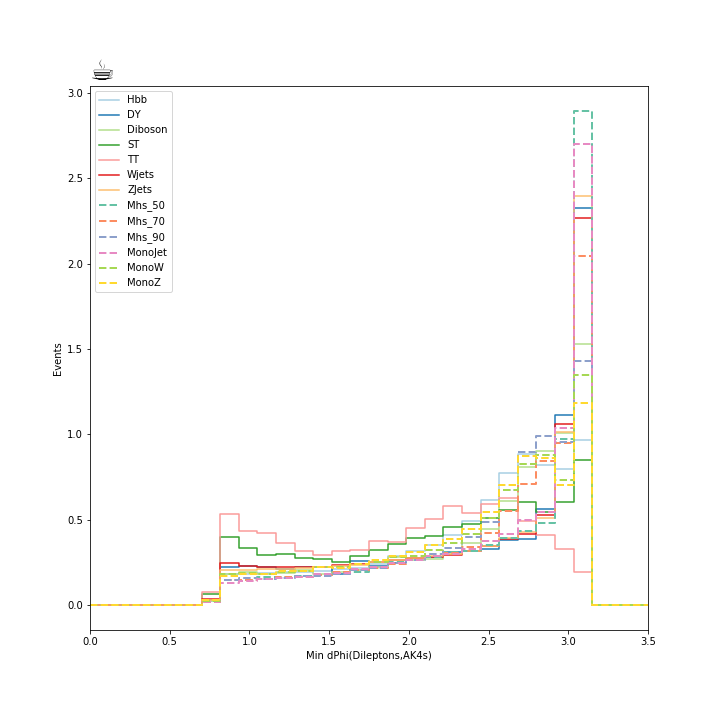 3.0
2.5
2.0
1.5
1.0
0.5
0.0
Events
Hbb
DY
Diboson
ST
TT
Wjets
ZJets
Mhs_50
Mhs_70
Mhs_90
MonoJet
MonoW
MonoZ
0.0 0.5 1.0 1.5 2.0 2.5 3.0 3.5
Min dPhi(Dileptons,AK4s)